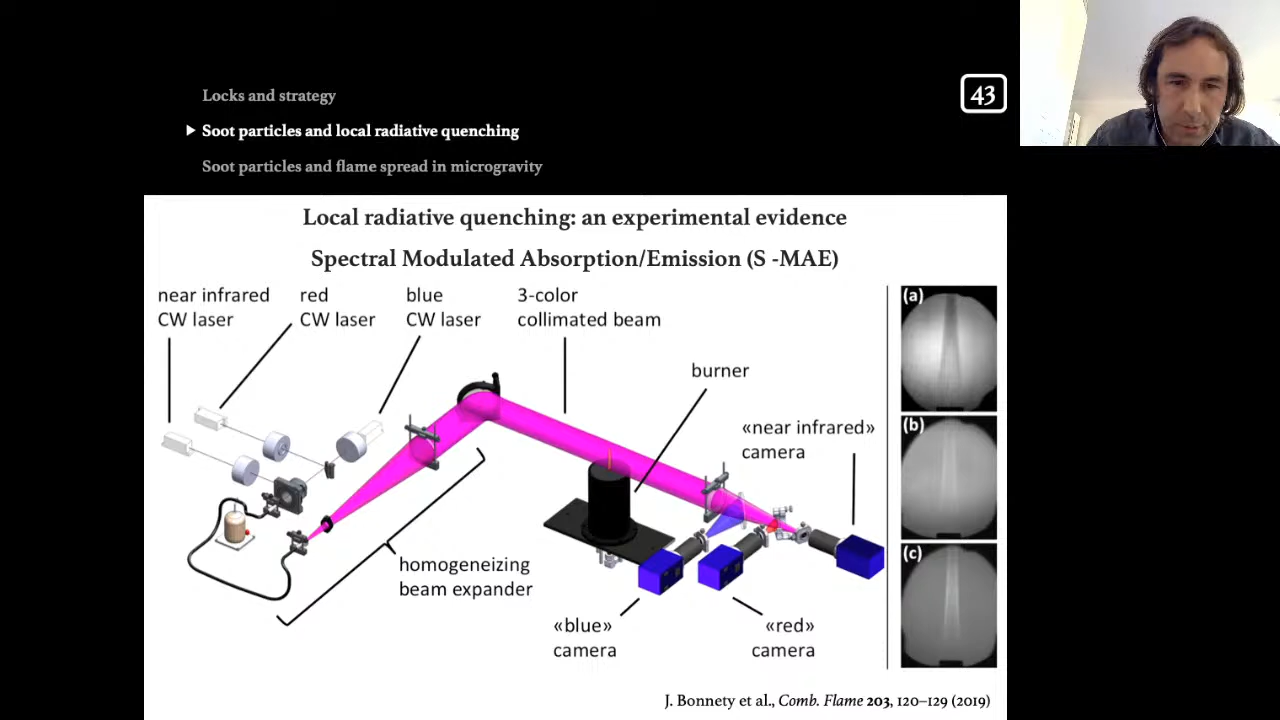 Locks and strategy
43
▶ Soot particles and local radiative quenching
Soot particles and flame spread in microgravity
Local radiative quenching: an experimental evidence
Spectral Modulated Absorption/Emission (S -MAE)
near infrared
CW laser
red
CW laser
blue
CW laser
3-color
collimated beam
burner
«near infrared»
camera
homogeneizing
beam expander
«blue»
camera
«red»
camera
(a)
(b)
(c)
J. Bonnety et al., Comb. Flame 203, 120–129 (2019)